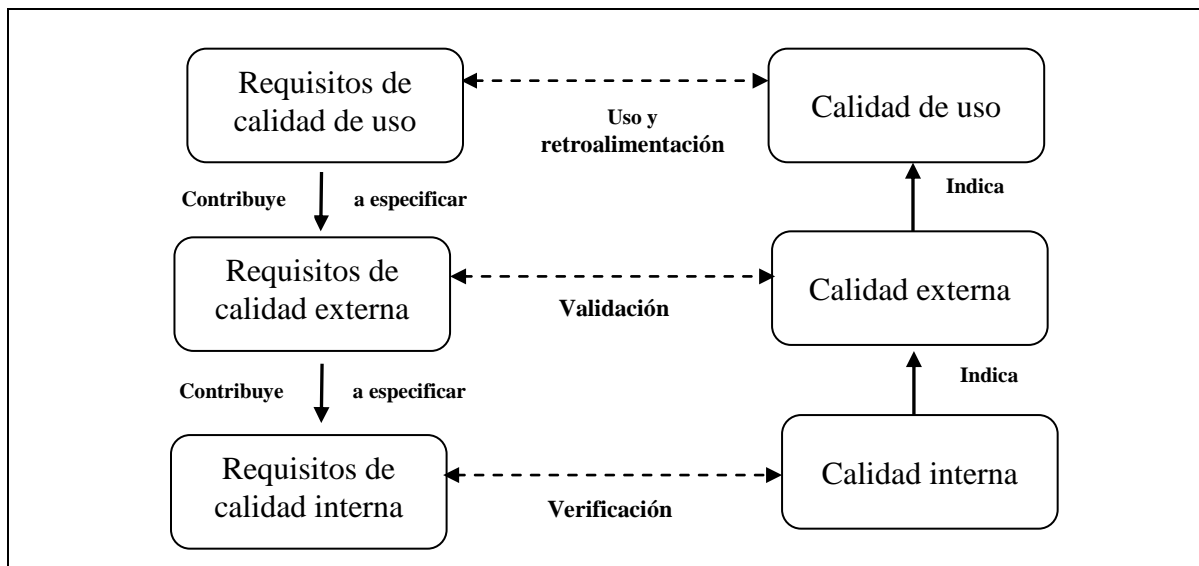 Requisitos de
calidad de uso
Uso y
retroalimentación
Calidad de uso
Contribuye a especificar
Indica
Requisitos de
calidad externa
Validación
Calidad externa
Contribuye a especificar
Indica
Requisitos de
calidad interna
Verificación
Calidad interna